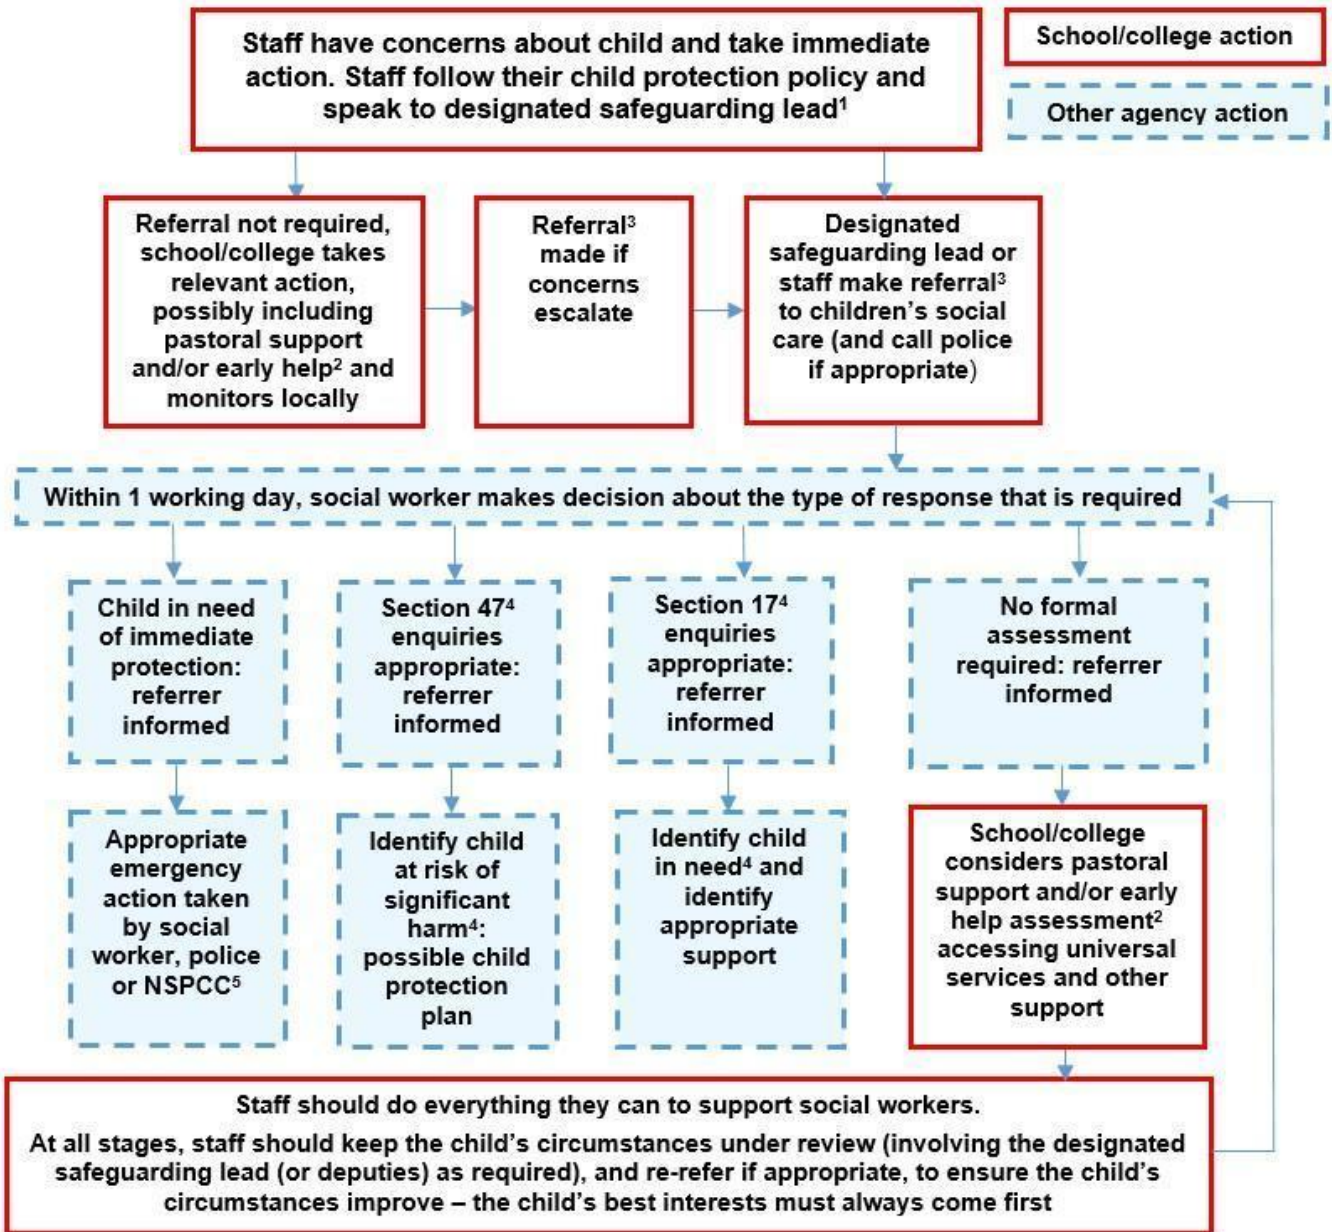 Staff have concerns about child and take immediate
action. Staff follow their child protection policy and
speak to designated safeguarding lead¹
School/college action
Other agency action
Referral not required,
school/college takes
relevant action,
possibly including
pastoral support
and/or early help² and
monitors locally
Referral³
made if
concerns
escalate
Designated
safeguarding lead or
staff make referral³
to children's social
care (and call police
if appropriate)
Within 1 working day, social worker makes decision about the type of response that is required
Child in need
of immediate
protection:
referrer
informed
Section 47⁴
enquiries
appropriate:
referrer
informed
Section 17⁴
enquiries
appropriate:
referrer
informed
No formal
assessment
required: referrer
informed
Appropriate
emergency
action taken
by social
worker, police
or NSPCC⁵
Identify child
at risk of
significant
harm⁴:
possible child
protection
plan
Identify child
in need⁴ and
identify
appropriate
support
School/college
considers pastoral
support and/or early
help assessment²
accessing universal
services and other
support
Staff should do everything they can to support social workers.
At all stages, staff should keep the child's circumstances under review (involving the designated
safeguarding lead (or deputies) as required), and re-refer if appropriate, to ensure the child's
circumstances improve – the child's best interests must always come first